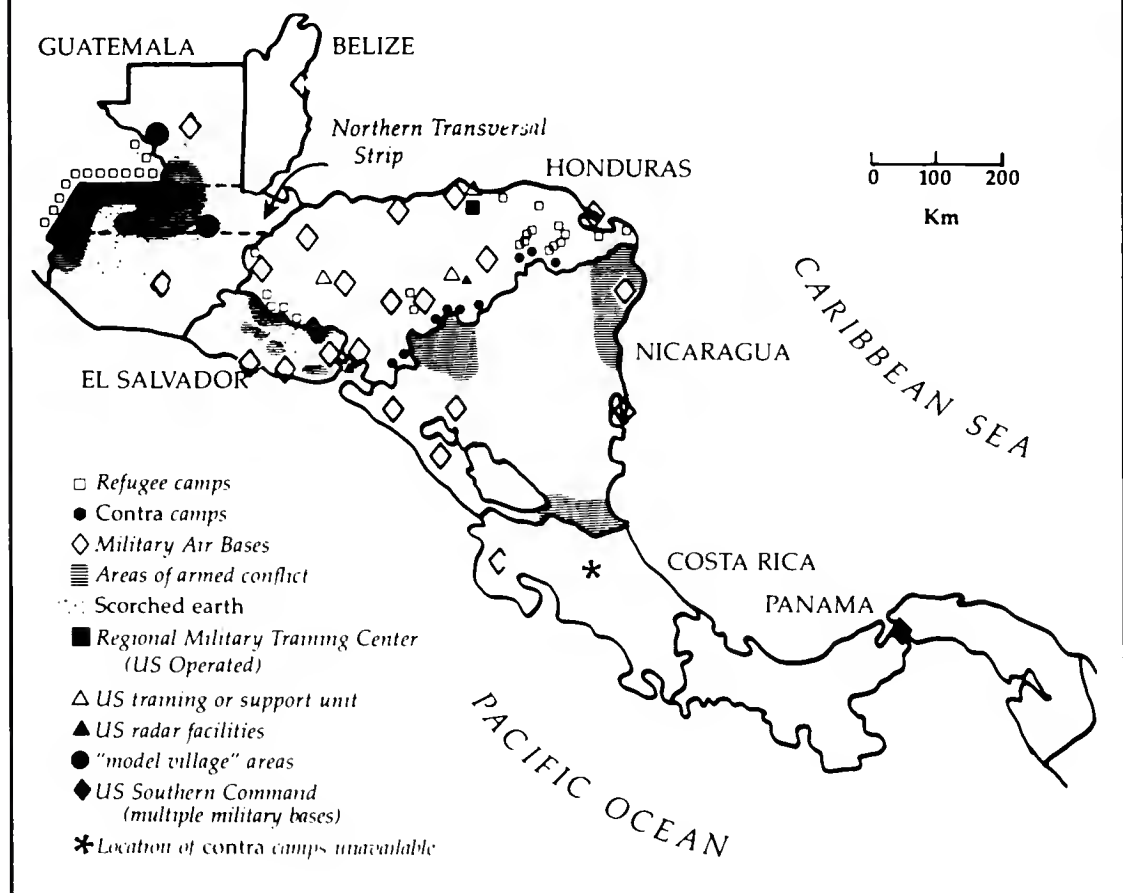 GUATEMALA
BELIZE
Northern Transversal
Strip
HONDURAS
0 100 200
Km
CARIBBEAN SEA
NICARAGUA
EL SALVADOR
COSTA RICA
PANAMA
PACIFIC OCEAN
Refugee camps
Contra camps
Military Air Bases
Areas of armed conflict
Scorched earth
Regional Military Training Center
(US Operated)
US training or support unit
US radar facilities
"model village" areas
US Southern Command
(multiple military bases)
Location of contra camps unavailable